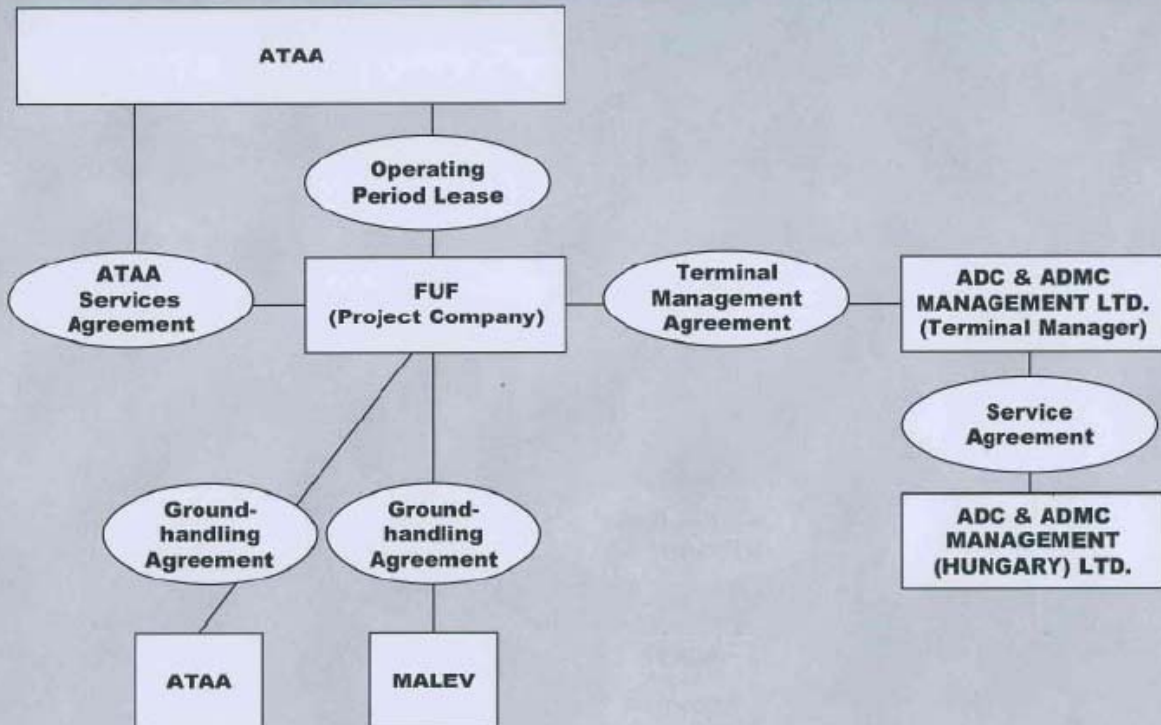 ATAA
Operating
Period Lease
ATAA
Services
Agreement
FUF
(Project Company)
Terminal
Management
Agreement
ADC & ADMC
MANAGEMENT LTD.
(Terminal Manager)
Service
Agreement
Ground-
handling
Agreement
Ground-
handling
Agreement
ADC & ADMC
MANAGEMENT
(HUNGARY) LTD.
ATAA
MALEV